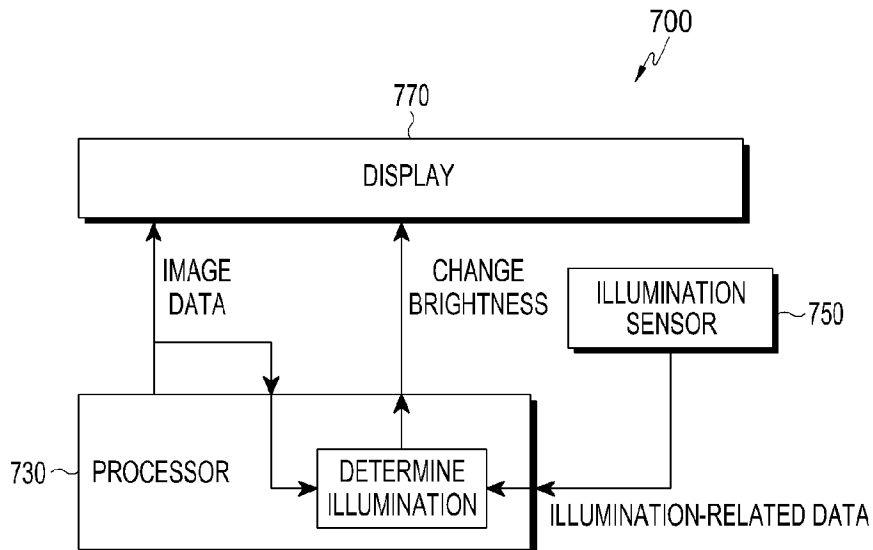 700
770
DISPLAY
IMAGE
DATA
CHANGE
BRIGHTNESS
ILLUMINATION
SENSOR
750
730
PROCESSOR
DETERMINE
ILLUMINATION
ILLUMINATION-RELATED DATA